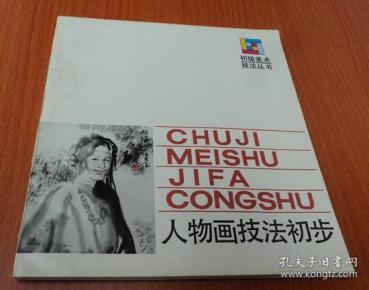 初级美术
技法丛书
CHUJI
MEISHU
JIFA
CONGSHU
人物画技法初步
孔夫子旧书网
www.kongfz.com